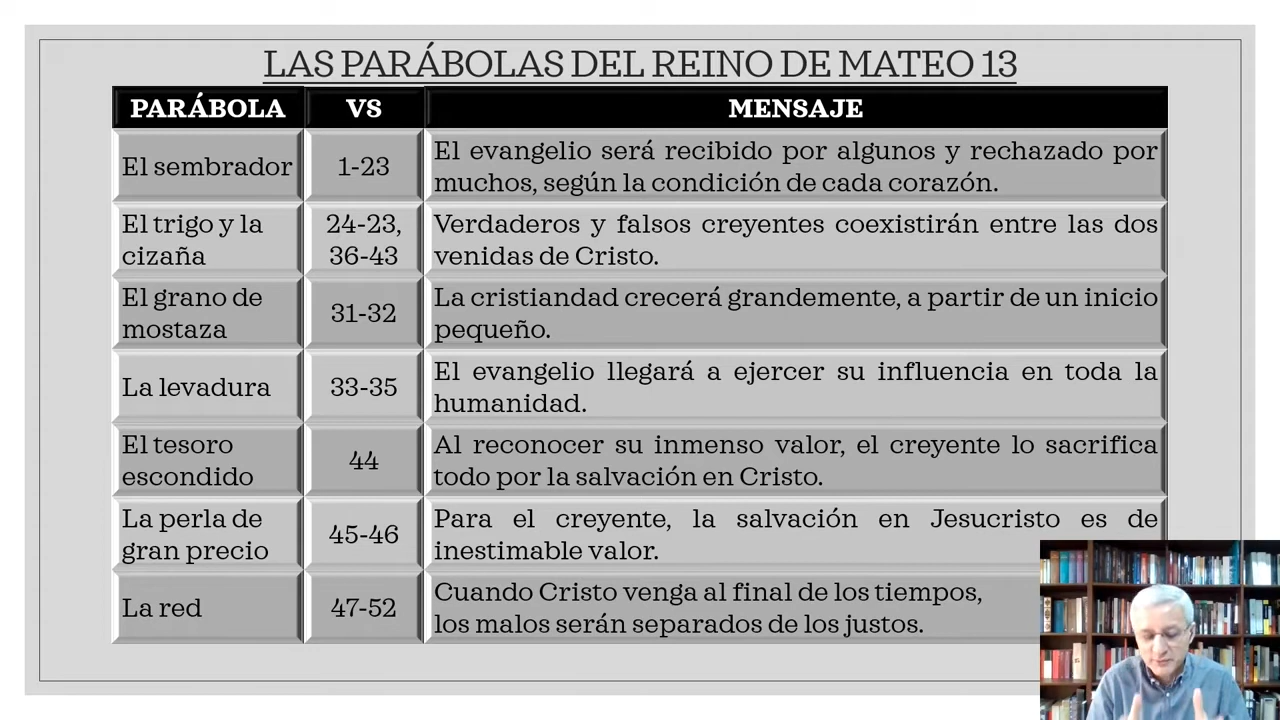 LAS PARÁBOLAS DEL REINO DE MATEO 13
PARÁBOLA VS MENSAJE
El sembrador 1-23
El evangelio será recibido por algunos y rechazado por
muchos, según la condición de cada corazón.
El trigo y la
cizaña
24-23,
36-43
Verdaderos y falsos creyentes coexistirán entre las dos
venidas de Cristo.
El grano de
mostaza
31-32
La cristiandad crecerá grandemente, a partir de un inicio
pequeño.
La levadura
33-35
El evangelio llegará a ejercer su influencia en toda la
humanidad.
El tesoro
escondido
44
Al reconocer su inmenso valor, el creyente lo sacrifica
todo por la salvación en Cristo.
La perla de
gran precio
45-46
Para el creyente, la salvación en Jesucristo es de
inestimable valor.
La red
47-52
Cuando Cristo venga al final de los tiempos,
los malos serán separados de los justos.